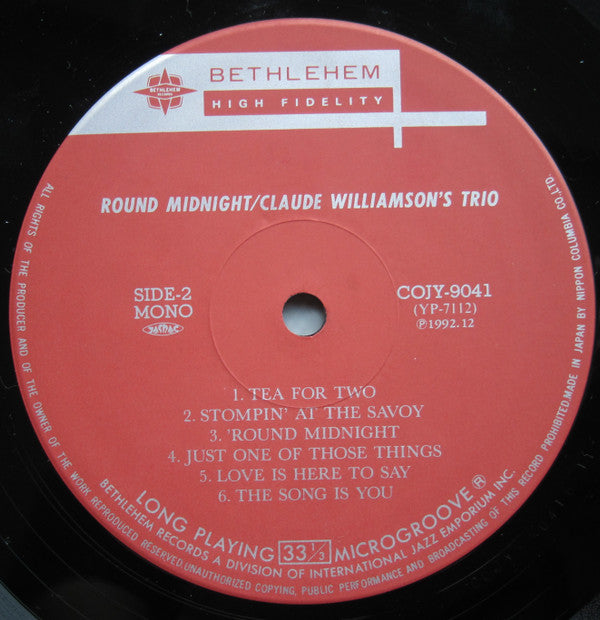 BETHLEHEM
RECORDS
BETHLEHEM
HIGH FIDELITY
ROUND MIDNIGHT/CLAUDE WILLIAMSON'S TRIO
SIDE-2
MONO
JASRAC
COJY-9041
(YP-7112)
Ⓟ1992.12
1. TEA FOR TWO
2. STOMPIN' AT THE SAVOY
3. 'ROUND MIDNIGHT
4. JUST ONE OF THOSE THINGS
5. LOVE IS HERE TO SAY
6. THE SONG IS YOU
LONG PLAYING 33⅓ MICROGROOVE®
BETHLEHEM RECORDS A DIVISION OF INTERNATIONAL JAZZ EMPORIUM INC.
ALL RIGHTS OF THE PRODUCER AND OF THE OWNER OF THE WORK REPRODUCED RESERVED.UNAUTHORIZED COPYING, PUBLIC PERFORMANCE AND BROADCASTING OF THIS RECORD PROHIBITED.MADE IN JAPAN BY NIPPON COLUMBIA CO.,LTD.